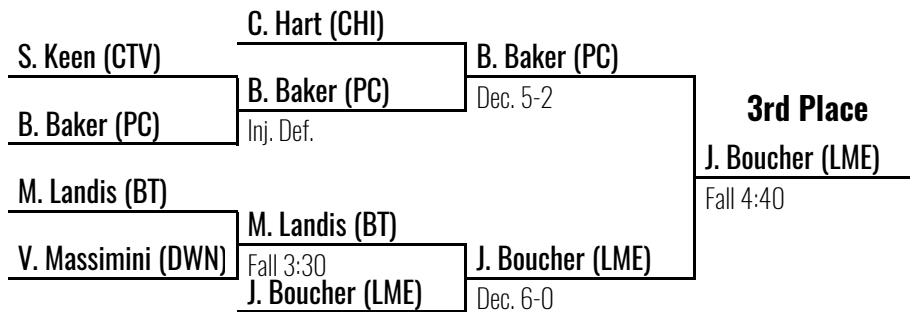 C. Hart (CHI)
S. Keen (CTV)
B. Baker (PC)
B. Baker (PC)
Dec. 5-2
3rd Place
B. Baker (PC)
Inj. Def.
J. Boucher (LME)
Fall 4:40
M. Landis (BT)
M. Landis (BT)
V. Massimini (DWN)
Fall 3:30
J. Boucher (LME)
J. Boucher (LME)
Dec. 6-0